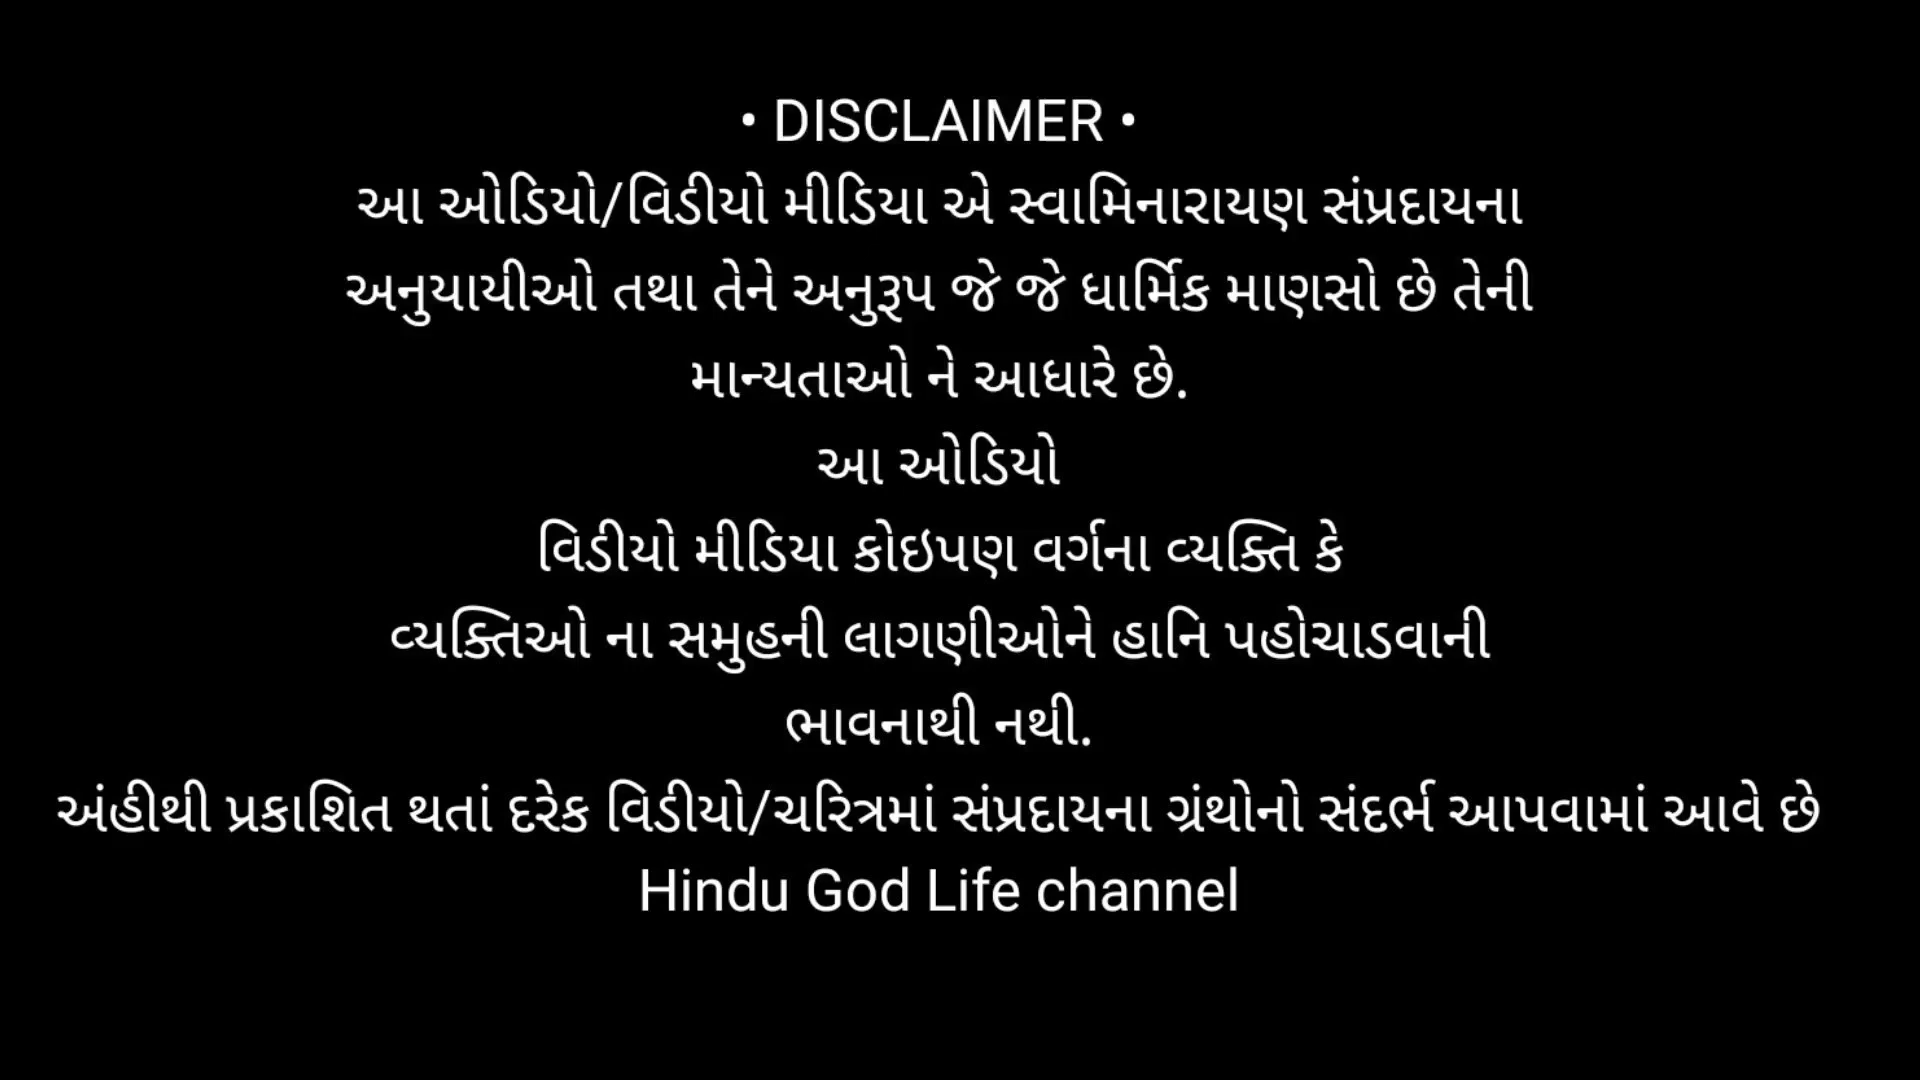 • DISCLAIMER •
આ ઓડિયો/વિડીયો મીડિયા એ સ્વામિનારાયણ સંપ્રદાયના
અનુયાયીઓ તથા તેને અનુરૂપ જે જે ધાર્મિક માણસો છે તેની
માન્યતાઓ ને આધારે છે.
આ ઓડિયો
વિડીયો મીડિયા કોઇપણ વર્ગના વ્યક્તિ કે
વ્યક્તિઓ ના સમુહની લાગણીઓને હાનિ પહોચાડવાની
ભાવનાથી નથી.
અંહીથી પ્રકાશિત થતાં દરેક વિડીયો/ચરિત્રમાં સંપ્રદાયના ગ્રંથોનો સંદર્ભ આપવામાં આવે છે
Hindu God Life channel